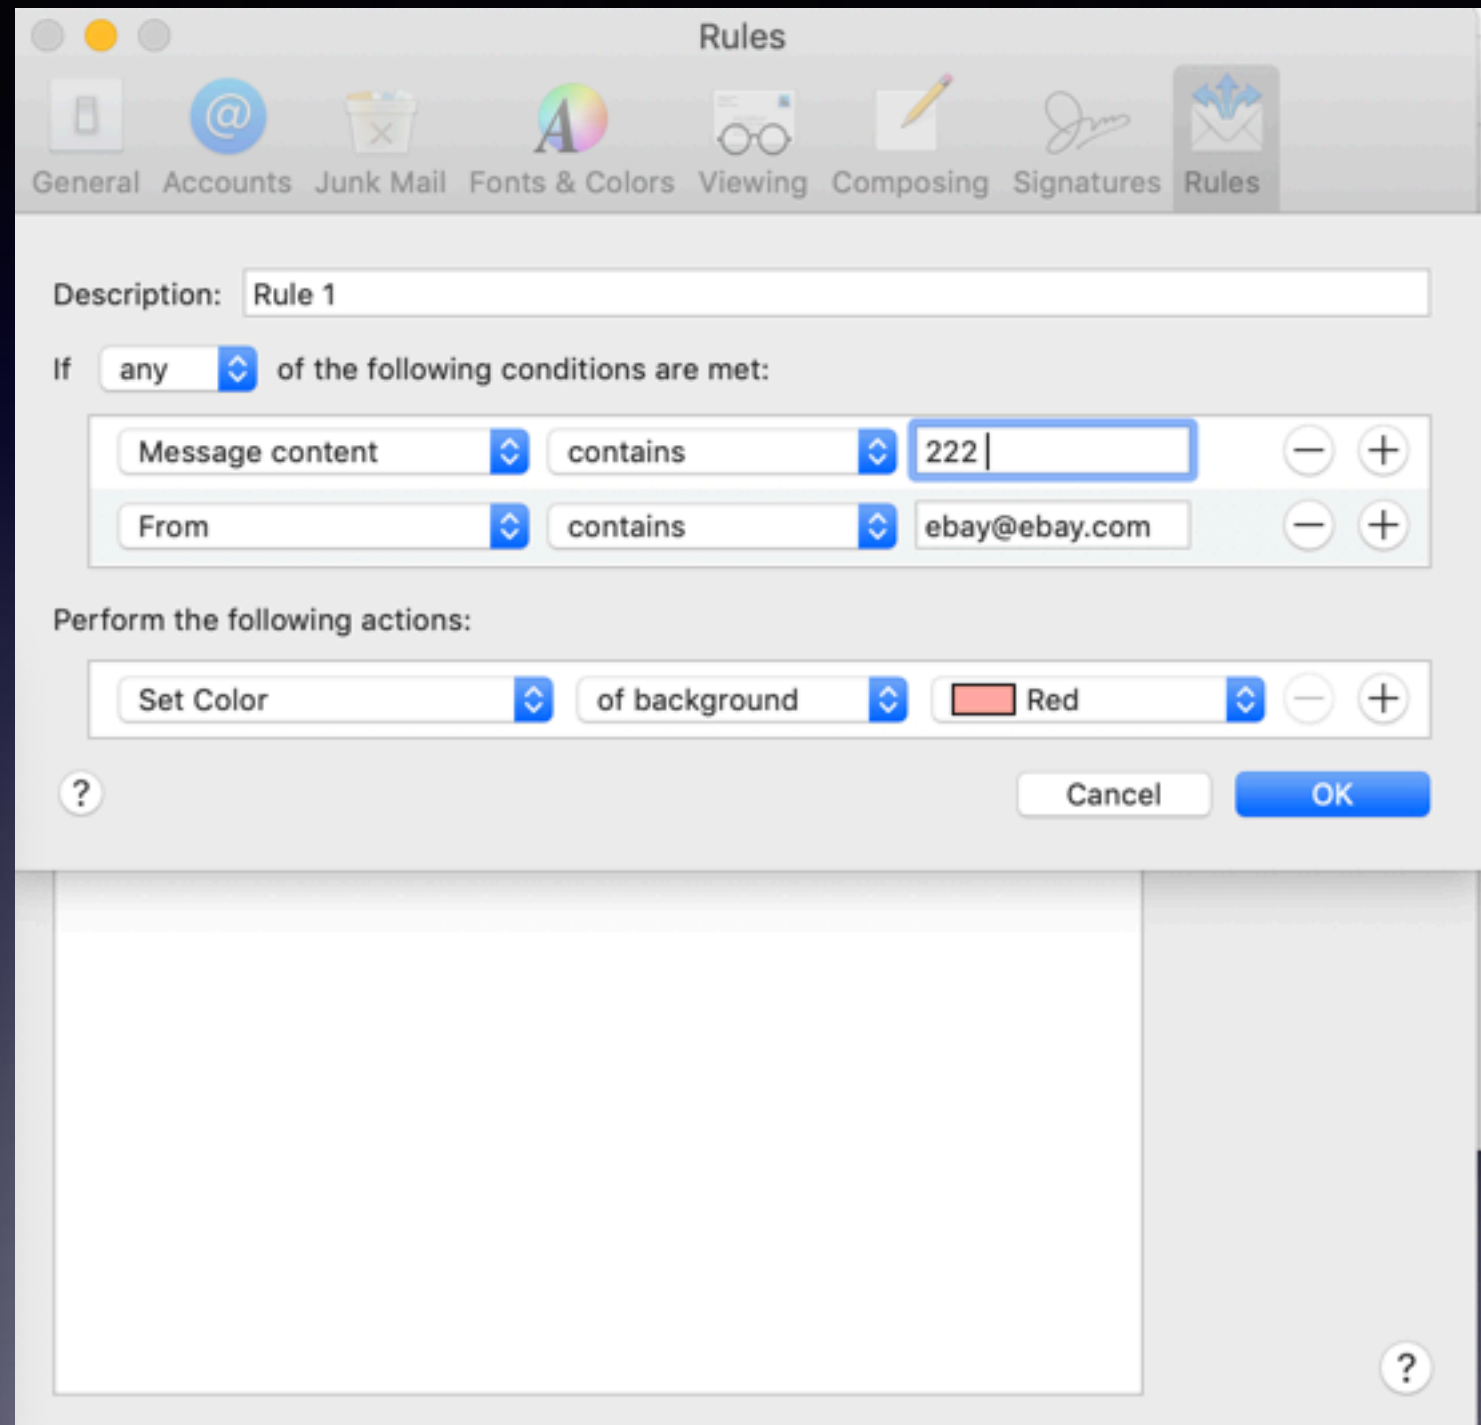 Rules
General Accounts Junk Mail Fonts & Colors Viewing Composing Signatures Rules
Description: Rule 1
If any of the following conditions are met:
Message content contains 222
From contains ebay@ebay.com
Perform the following actions:
Set Color of background Red
? Cancel OK
?